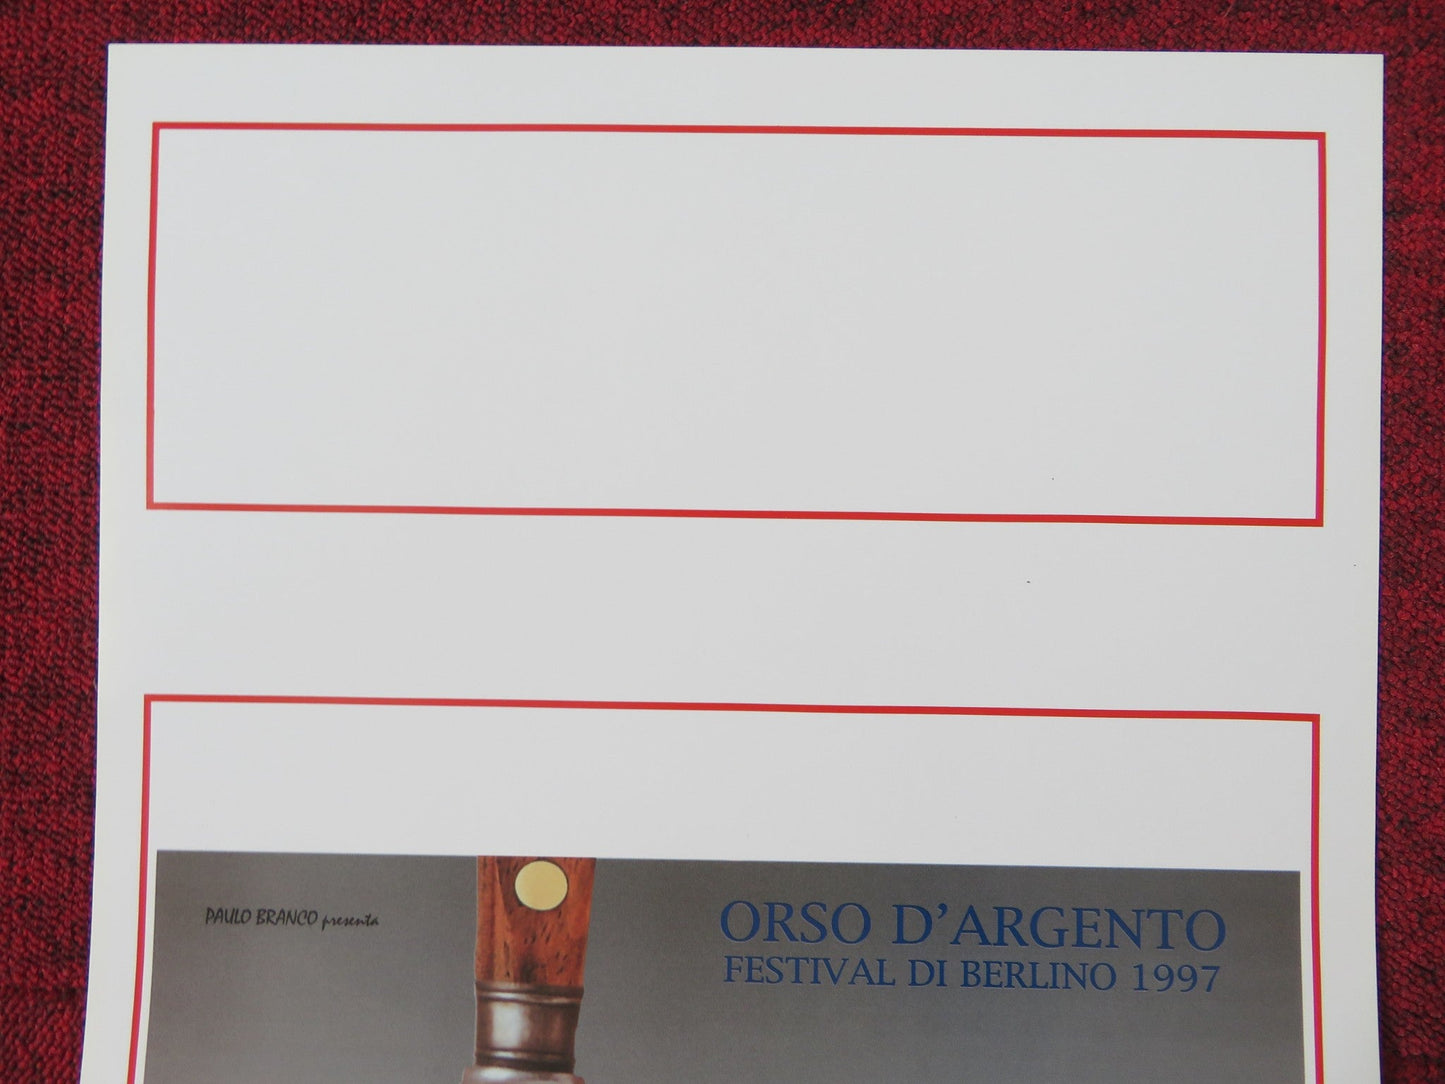 PAULO BRANCO presenta
ORSO D'ARGENTO
FESTIVAL DI BERLINO 1997